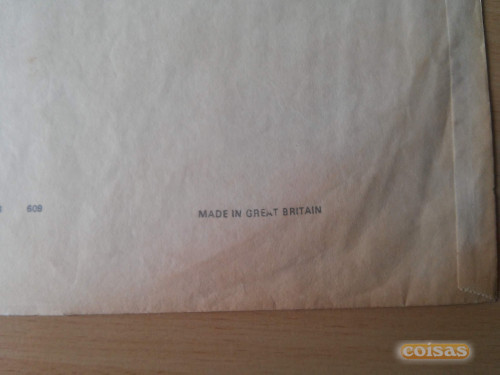 609 MADE IN GREAT BRITAIN
coisas